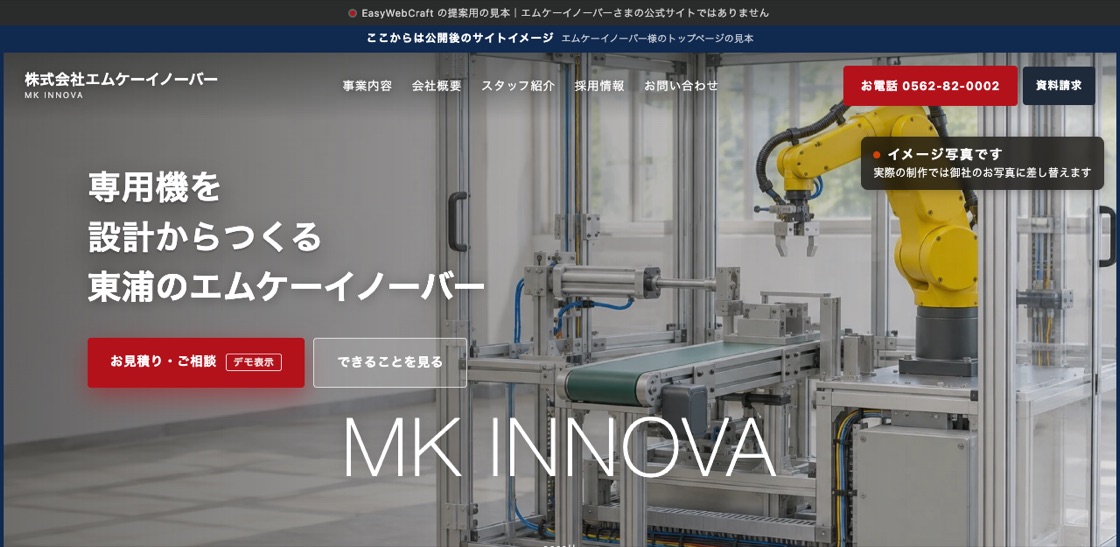 EasyWebCraft の提案用の見本｜エムケーイノーバーさまの公式サイトではありません
ここからは公開後のサイトイメージ エムケーイノーバー様のトップページの見本
株式会社エムケーイノーバー
MK INNOVA
事業内容 会社概要 スタッフ紹介 採用情報 お問い合わせ
お電話 0562-82-0002
資料請求
イメージ写真です
実際の制作では御社のお写真に差し替えます
専用機を
設計からつくる
東浦のエムケーイノーバー
お見積り・ご相談 デモ表示
できることを見る
MK INNOVA